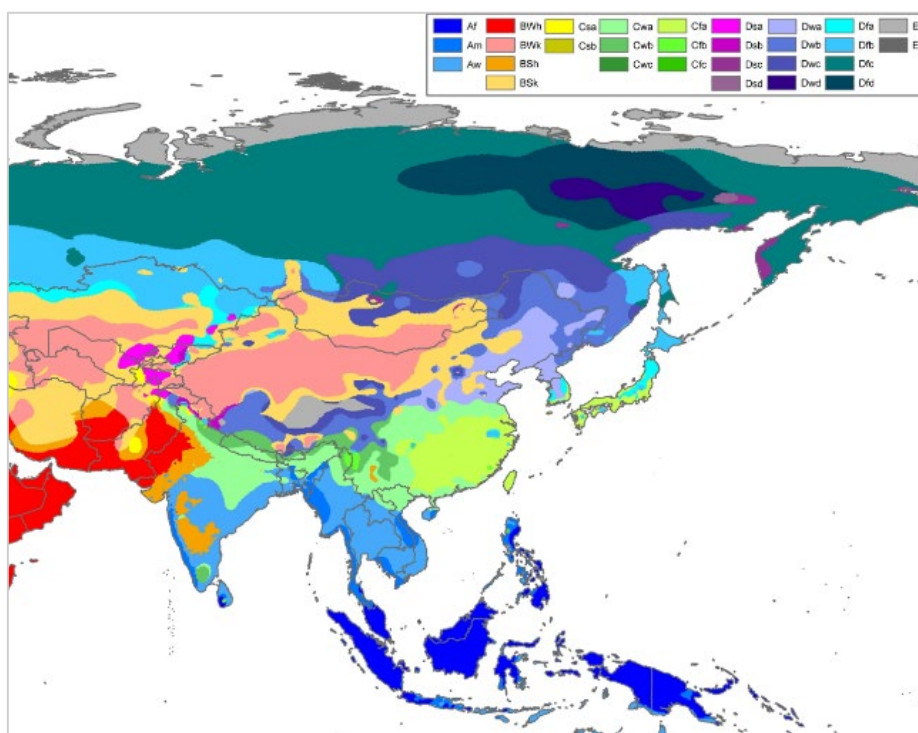 Af BWh Csa Cwa Cfa Dsa Dwa Dfa E
Am BWk Csb Cwb Cfb Dsb Dwb Dfb E
Aw BSh Cwc Cfc Dsc Dwc Dfc
BSk Dsd Dwd Dfd